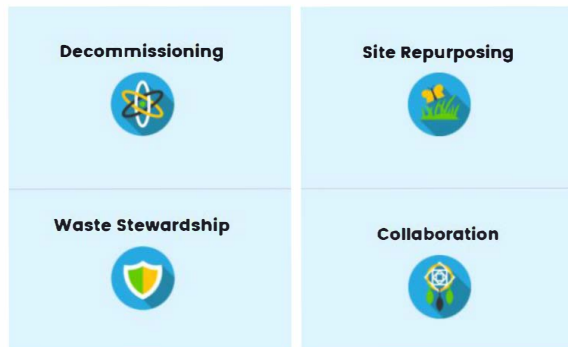 Decommissioning
Site Repurposing
Waste Stewardship
Collaboration